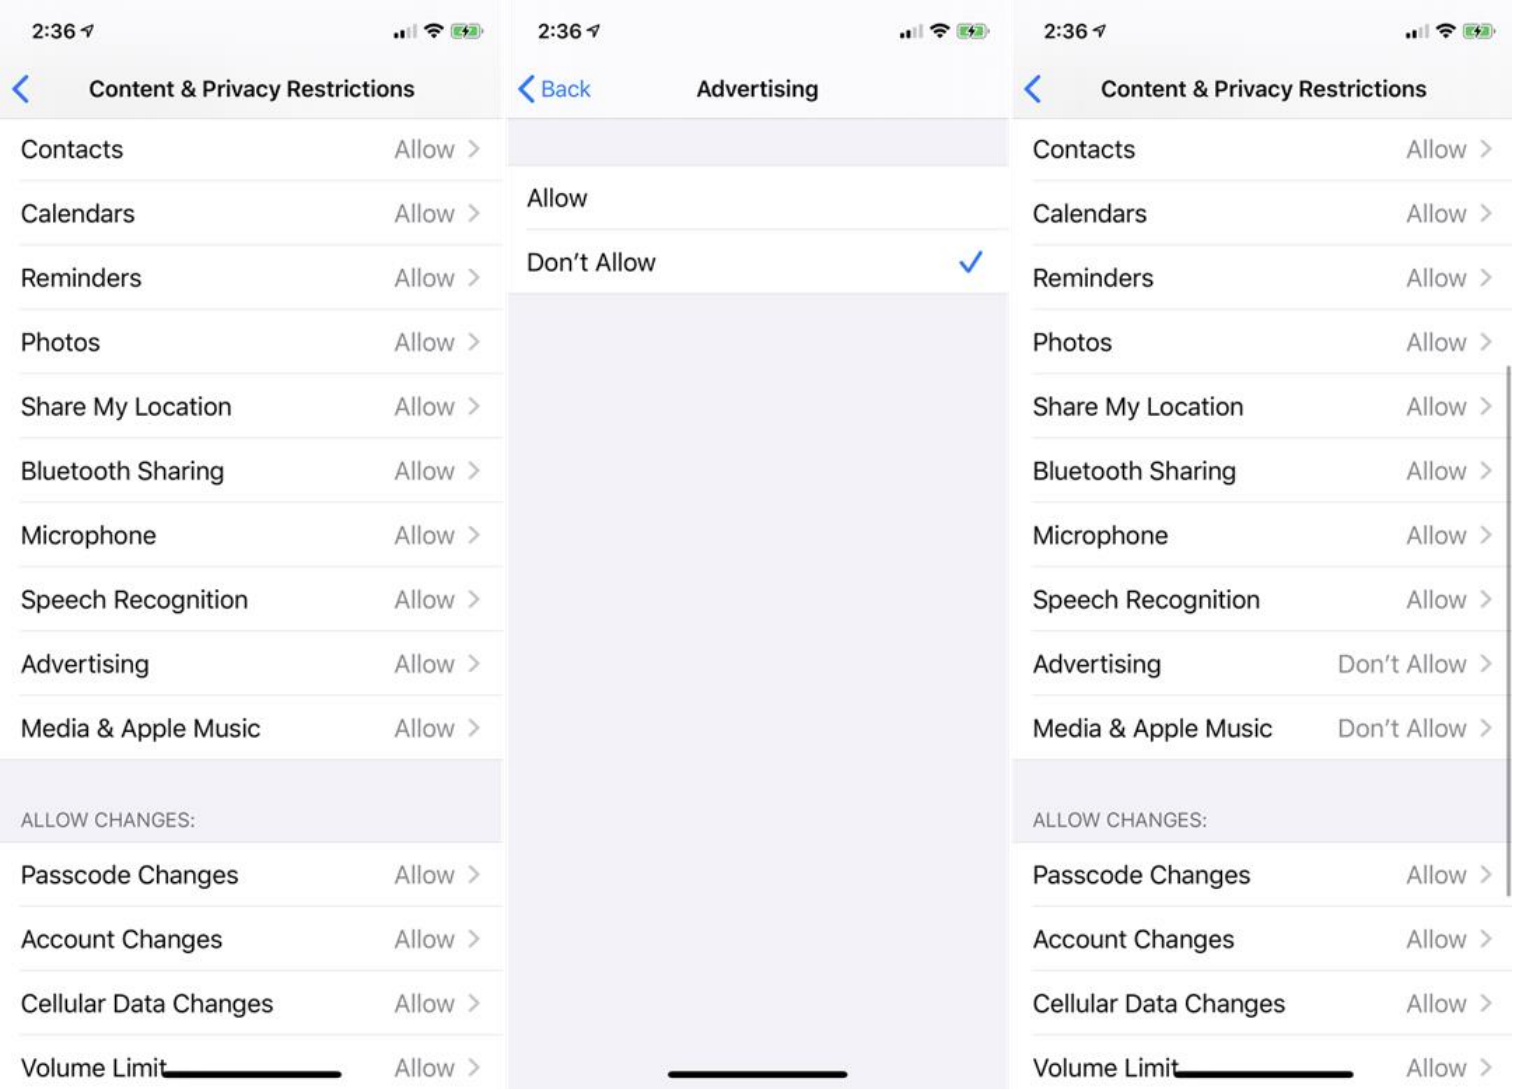 2:36
Content & Privacy Restrictions
Contacts Allow
Calendars Allow
Reminders Allow
Photos Allow
Share My Location Allow
Bluetooth Sharing Allow
Microphone Allow
Speech Recognition Allow
Advertising Allow
Media & Apple Music Allow
ALLOW CHANGES:
Passcode Changes Allow
Account Changes Allow
Cellular Data Changes Allow
Volume Limit Allow
2:36
Back Advertising
Allow
Don't Allow
2:36
Content & Privacy Restrictions
Contacts Allow
Calendars Allow
Reminders Allow
Photos Allow
Share My Location Allow
Bluetooth Sharing Allow
Microphone Allow
Speech Recognition Allow
Advertising Don't Allow
Media & Apple Music Don't Allow
ALLOW CHANGES:
Passcode Changes Allow
Account Changes Allow
Cellular Data Changes Allow
Volume Limit Allow